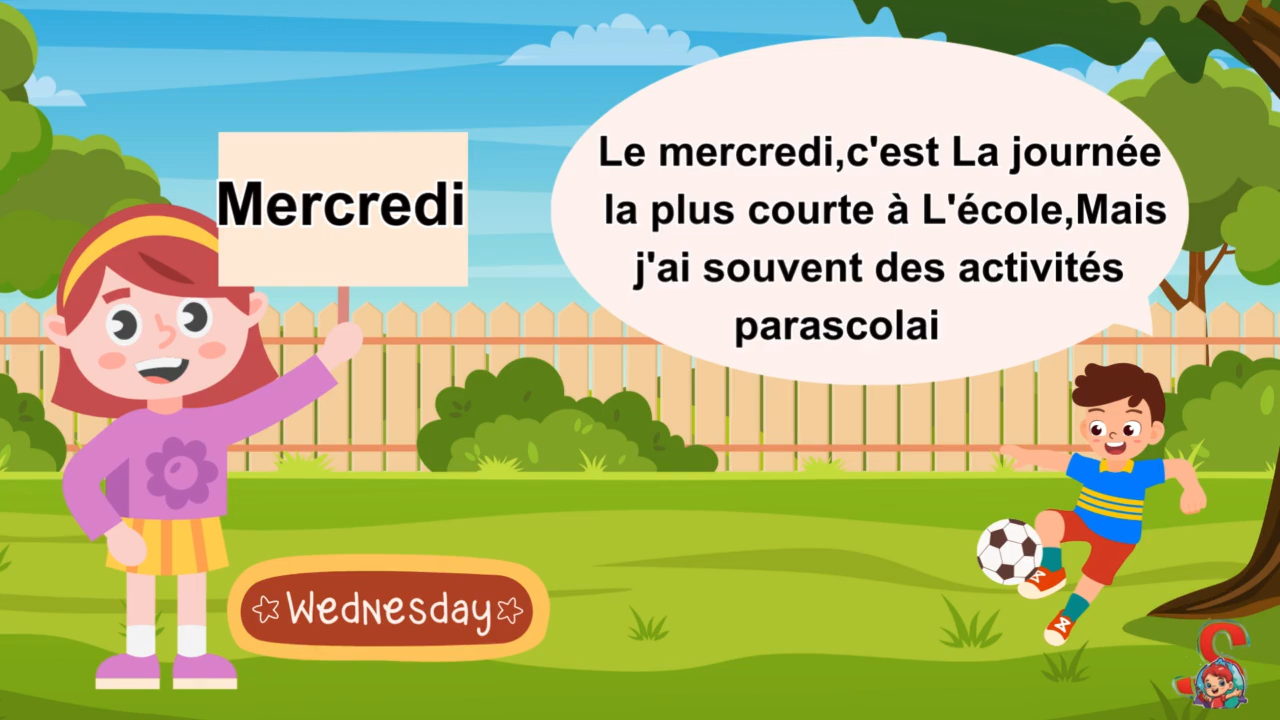 Mercredi
Le mercredi,c'est La journée
la plus courte à L'école,Mais
j'ai souvent des activités
parascolai
Wednesday
S